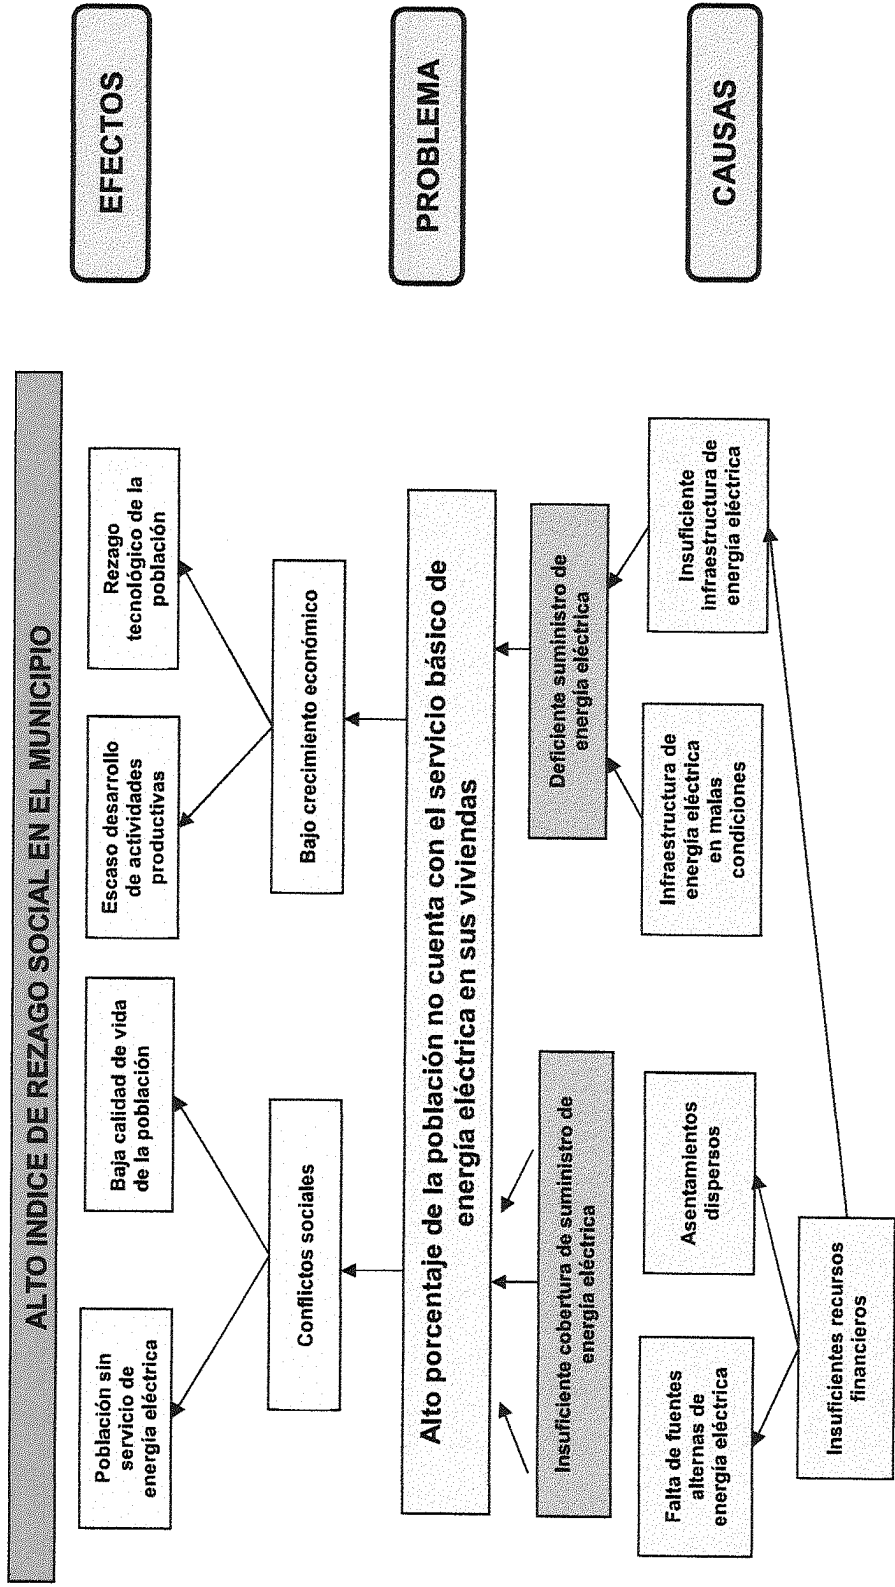 ALTO INDICE DE REZAGO SOCIAL EN EL MUNICIPIO
EFECTOS
Población sin
servicio de
energía eléctrica
Baja calidad de vida
de la población
Escaso desarrollo
de actividades
productivas
Rezago
tecnológico de la
población
Conflictos sociales
Bajo crecimiento económico
PROBLEMA
Alto porcentaje de la población no cuenta con el servicio básico de
energía eléctrica en sus viviendas
Insuficiente cobertura de suministro de
energía eléctrica
Deficiente suministro de
energía eléctrica
CAUSAS
Falta de fuentes
alternas de
energía eléctrica
Asentamientos
dispersos
Infraestructura de
energía eléctrica
en malas
condiciones
Insuficiente
infraestructura de
energía eléctrica
Insuficientes recursos
financieros